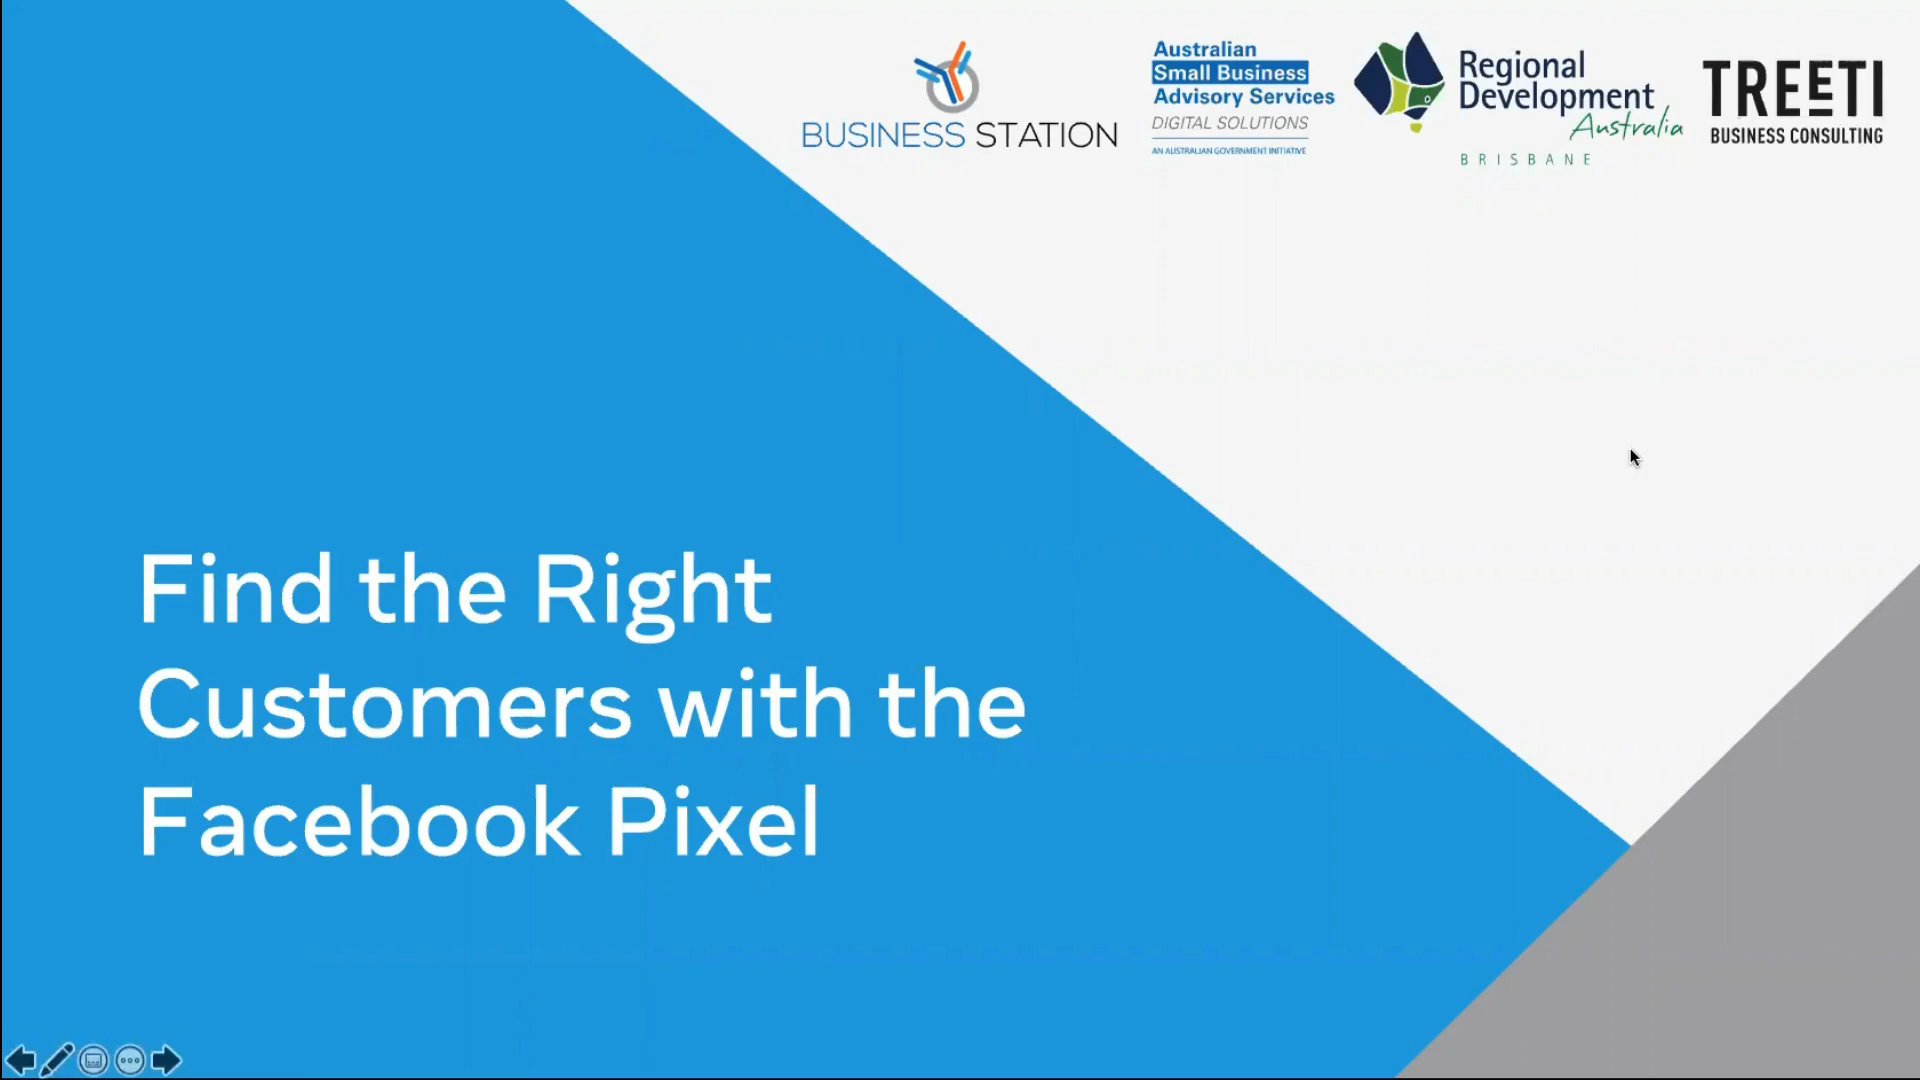 BUSINESS STATION
Australian
Small Business
Advisory Services
DIGITAL SOLUTIONS
AN AUSTRALIAN GOVERNMENT INITIATIVE
Regional
Development
Australia
BRISBANE
TREETI
BUSINESS CONSULTING
Find the Right
Customers with the
Facebook Pixel